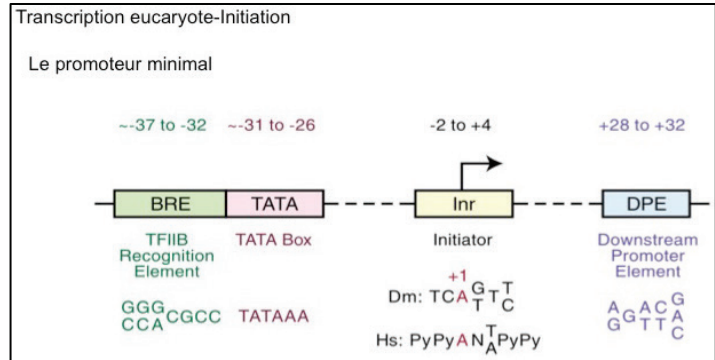 Transcription eucaryote-Initiation
Le promoteur minimal
~-37 to -32 ~-31 to -26 -2 to +4 +28 to +32
BRE TATA Inr DPE
TFIIB Recognition Element
TATA Box
Initiator
Downstream Promoter Element
GGG
CCA CGCC
TATAAA
+1
Dm: TCA G/T T T/C
Hs: PyPyAN T/A PyPy
A/G G A/T C/T G/A/C